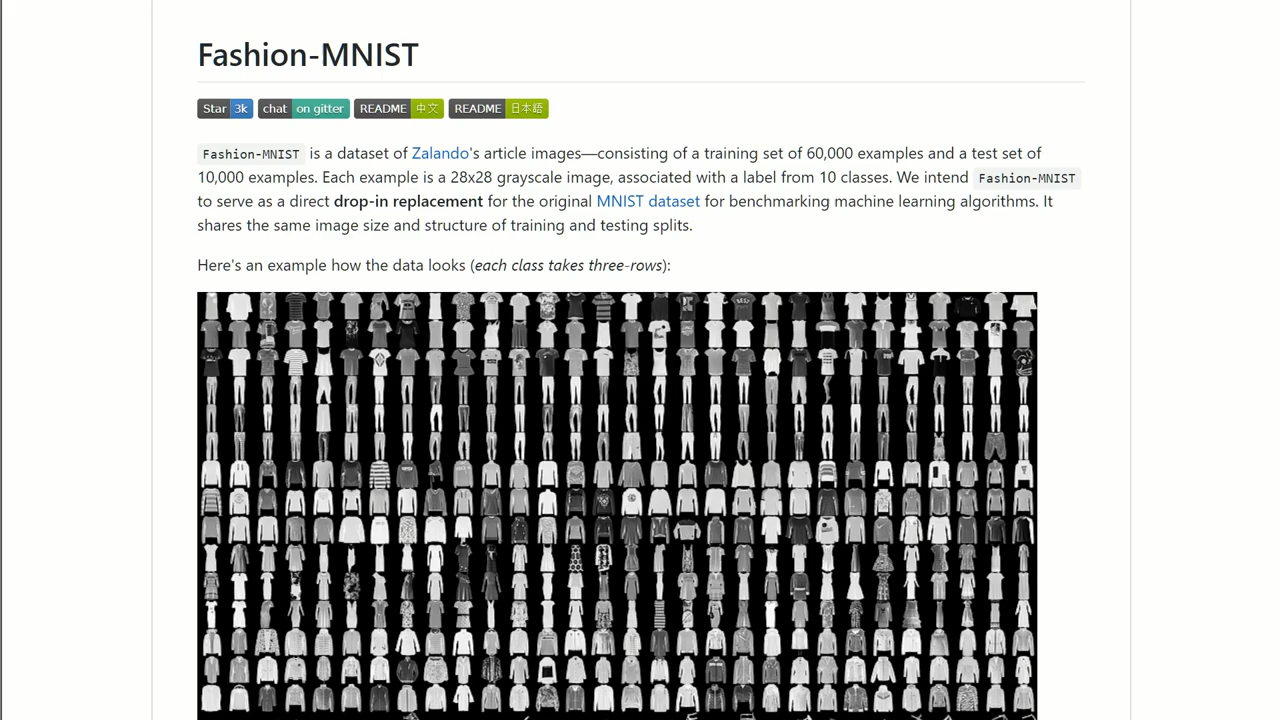 Fashion-MNIST
Star 3k chat on gitter README 中文 README 日本語
Fashion-MNIST is a dataset of Zalando's article images—consisting of a training set of 60,000 examples and a test set of
10,000 examples. Each example is a 28x28 grayscale image, associated with a label from 10 classes. We intend Fashion-MNIST
to serve as a direct drop-in replacement for the original MNIST dataset for benchmarking machine learning algorithms. It
shares the same image size and structure of training and testing splits.
Here's an example how the data looks (each class takes three-rows):